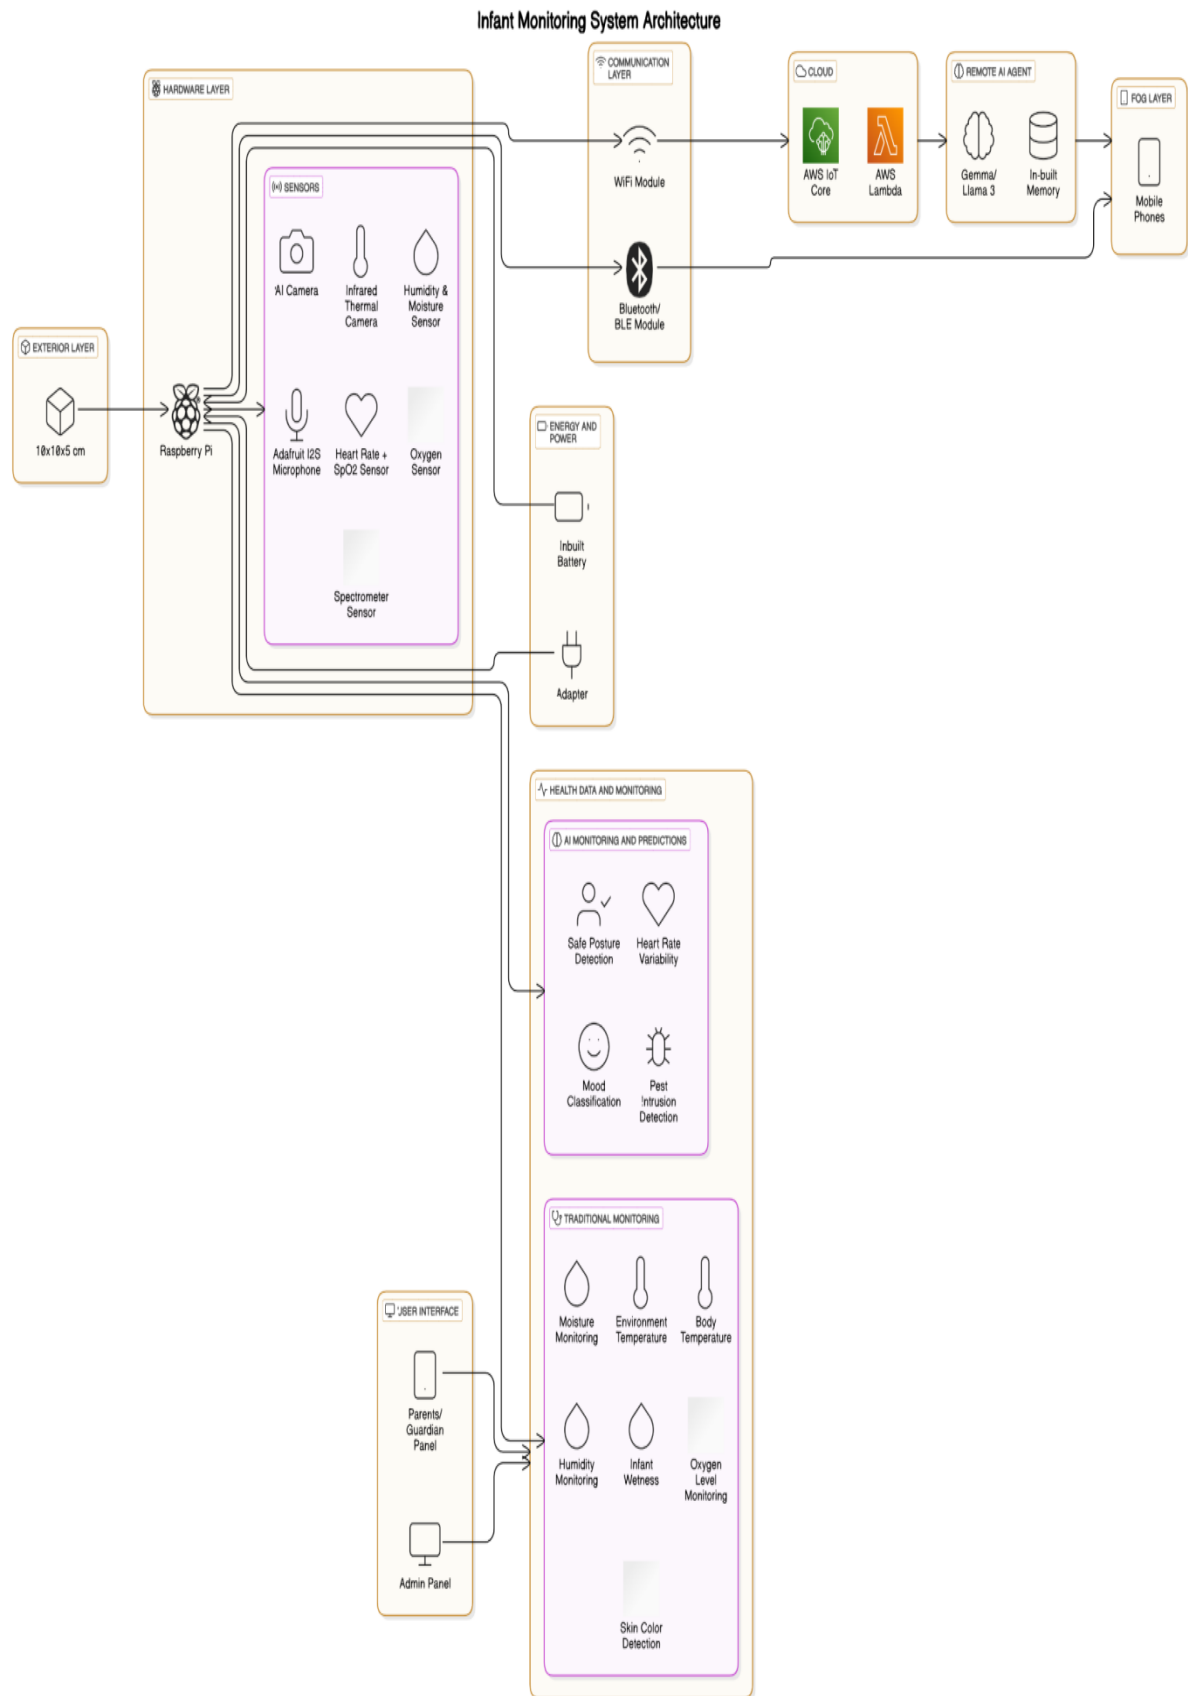 Infant Monitoring System Architecture
HARDWARE LAYER
SENSORS
AI Camera
Infrared
Thermal
Camera
Humidity &
Moisture
Sensor
Adafruit I2S
Microphone
Heart Rate +
SpO2 Sensor
Oxygen
Sensor
Spectrometer
Sensor
Raspberry Pi
EXTERIOR LAYER
10x10x5 cm
COMMUNICATION
LAYER
WiFi Module
Bluetooth/
BLE Module
CLOUD
AWS IoT
Core
AWS
Lambda
REMOTE AI AGENT
Gemma/
Llama 3
In-built
Memory
FOG LAYER
Mobile
Phones
ENERGY AND
POWER
Inbuilt
Battery
Adapter
HEALTH DATA AND MONITORING
AI MONITORING AND PREDICTIONS
Safe Posture
Detection
Heart Rate
Variability
Mood
Classification
Pest
Intrusion
Detection
TRADITIONAL MONITORING
Moisture
Monitoring
Environment
Temperature
Body
Temperature
Humidity
Monitoring
Infant
Wetness
Oxygen
Level
Monitoring
Skin Color
Detection
USER INTERFACE
Parents/
Guardian
Panel
Admin Panel